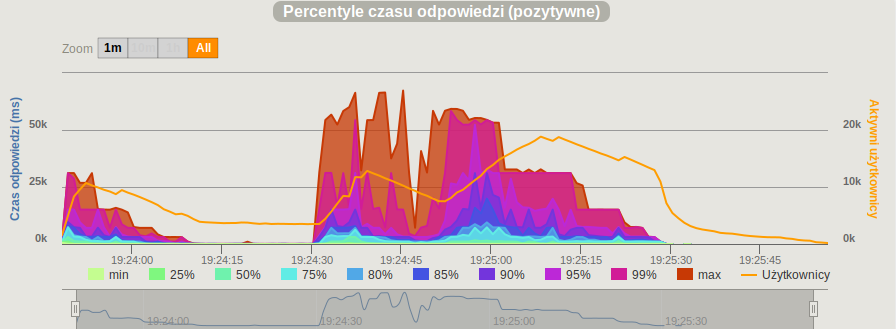 Percentyle czasu odpowiedzi (pozytywne)
Zoom 1m 10m 1h All
50k 20k
25k 10k
0k 0k
Czas odpowiedzi (ms)
Aktywni użytkownicy
19:24:00 19:24:15 19:24:30 19:24:45 19:25:00 19:25:15 19:25:30 19:25:45
min 25% 50% 75% 80% 85% 90% 95% 99% max Użytkownicy
19:24:00 19:24:30 19:25:00 19:25:30